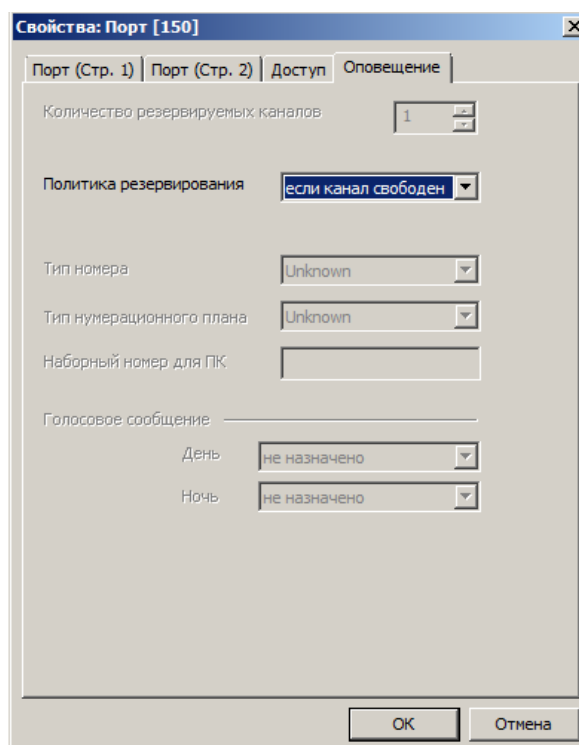 Свойства: Порт [150]
Порт (Стр. 1) Порт (Стр. 2) Доступ Оповещение
Количество резервируемых каналов 1
Политика резервирования если канал свободен
Тип номера Unknown
Тип нумерационного плана Unknown
Наборный номер для ПК
Голосовое сообщение
День не назначено
Ночь не назначено
OK Отмена